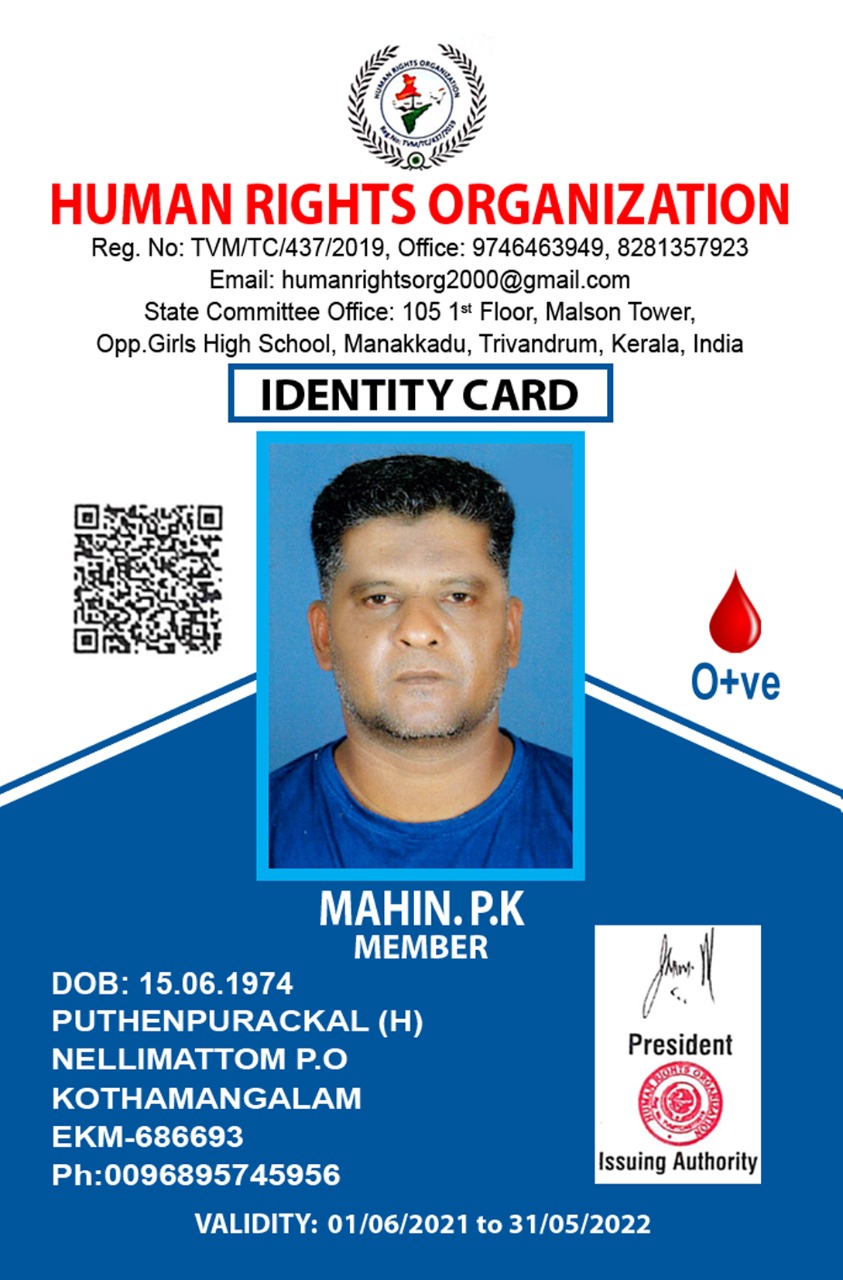 HUMAN RIGHTS ORGANIZATION
Reg No: TVM/TC/437/2019
HUMAN RIGHTS ORGANIZATION
Reg. No: TVM/TC/437/2019, Office: 9746463949, 8281357923
Email: humanrightsorg2000@gmail.com
State Committee Office: 105 1st Floor, Malson Tower,
Opp.Girls High School, Manakkadu, Trivandrum, Kerala, India
IDENTITY CARD
O+ve
MAHIN. P.K
MEMBER
DOB: 15.06.1974
PUTHENPURACKAL (H)
NELLIMATTOM P.O
KOTHAMANGALAM
EKM-686693
Ph:0096895745956
President
HUMAN RIGHTS ORGANIZATION
Issuing Authority
VALIDITY: 01/06/2021 to 31/05/2022